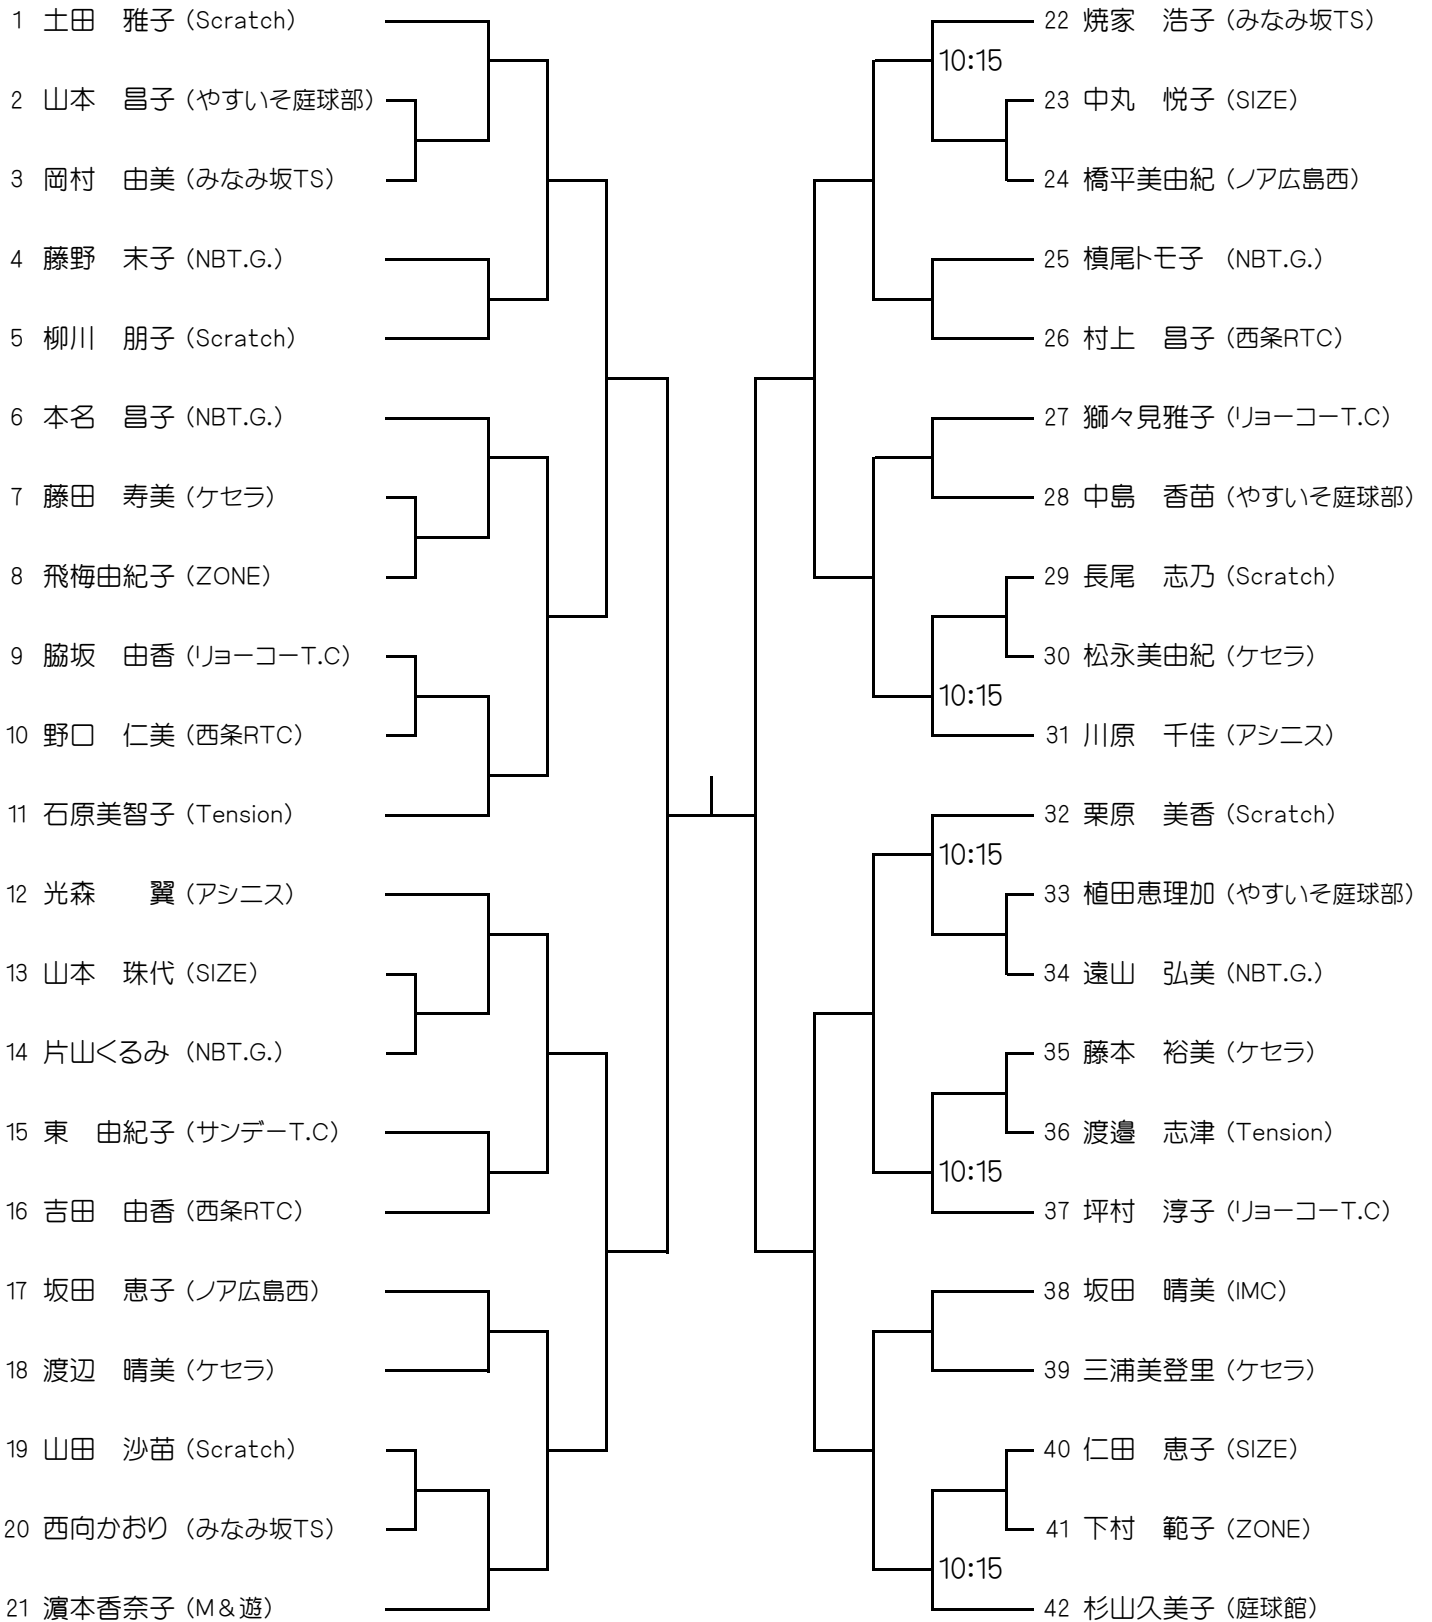 1 土田　雅子（Scratch）
2 山本　昌子（やすいそ庭球部）
3 岡村　由美（みなみ坂TS）
4 藤野　末子（NBT.G.）
5 柳川　朋子（Scratch）
6 本名　昌子（NBT.G.）
7 藤田　寿美（ケセラ）
8 飛梅由紀子（ZONE）
9 脇坂　由香（リョーコーT.C）
10 野口　仁美（西条RTC）
11 石原美智子（Tension）
12 光森　　翼（アシニス）
13 山本　珠代（SIZE）
14 片山くるみ（NBT.G.）
15 東　由紀子（サンデーT.C）
16 吉田　由香（西条RTC）
17 坂田　恵子（ノア広島西）
18 渡辺　晴美（ケセラ）
19 山田　沙苗（Scratch）
20 西向かおり（みなみ坂TS）
21 濵本香奈子（M＆遊）
22 焼家　浩子（みなみ坂TS）
10:15
23 中丸　悦子（SIZE）
24 橋平美由紀（ノア広島西）
25 槙尾トモ子（NBT.G.）
26 村上　昌子（西条RTC）
27 獅々見雅子（リョーコーT.C）
28 中島　香苗（やすいそ庭球部）
29 長尾　志乃（Scratch）
30 松永美由紀（ケセラ）
10:15
31 川原　千佳（アシニス）
32 栗原　美香（Scratch）
10:15
33 植田恵理加（やすいそ庭球部）
34 遠山　弘美（NBT.G.）
35 藤本　裕美（ケセラ）
36 渡邉　志津（Tension）
10:15
37 坪村　淳子（リョーコーT.C）
38 坂田　晴美（IMC）
39 三浦美登里（ケセラ）
40 仁田　恵子（SIZE）
41 下村　範子（ZONE）
10:15
42 杉山久美子（庭球館）